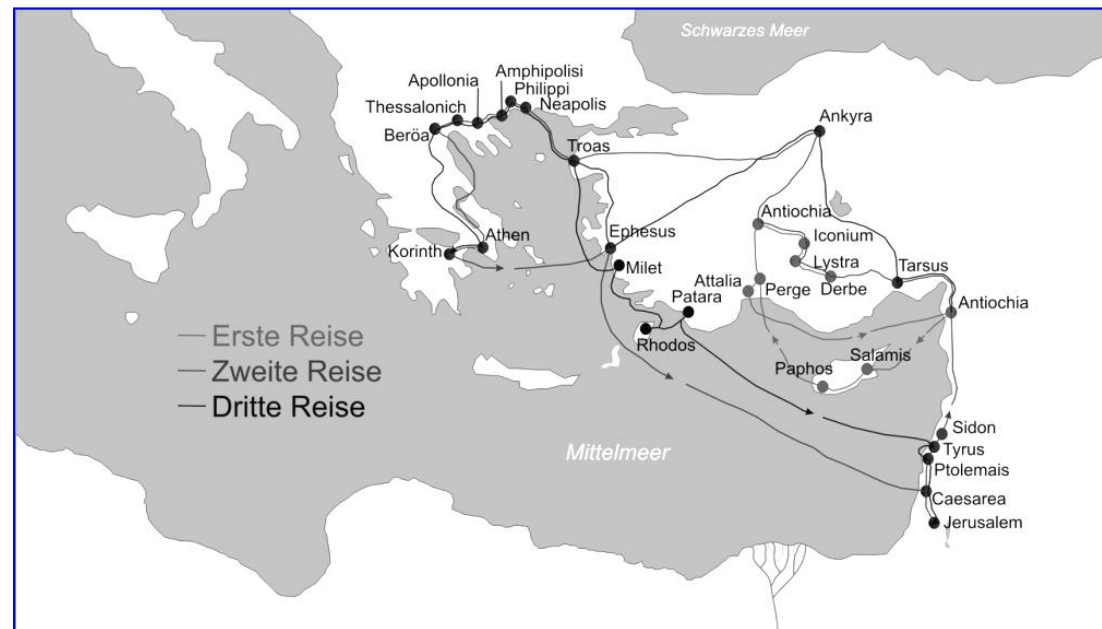 Schwarzes Meer
Amphipolisi
Apollonia
Philippi
Thessalonich
Neapolis
Beröa
Ankyra
Troas
Antiochia
Athen
Ephesus
Iconium
Korinth
Milet
Lystra
Tarsus
Attalia
Perge
Derbe
Patara
Antiochia
Rhodos
Erste Reise
Salamis
Paphos
Zweite Reise
Dritte Reise
Sidon
Mittelmeer
Tyrus
Ptolemais
Caesarea
Jerusalem